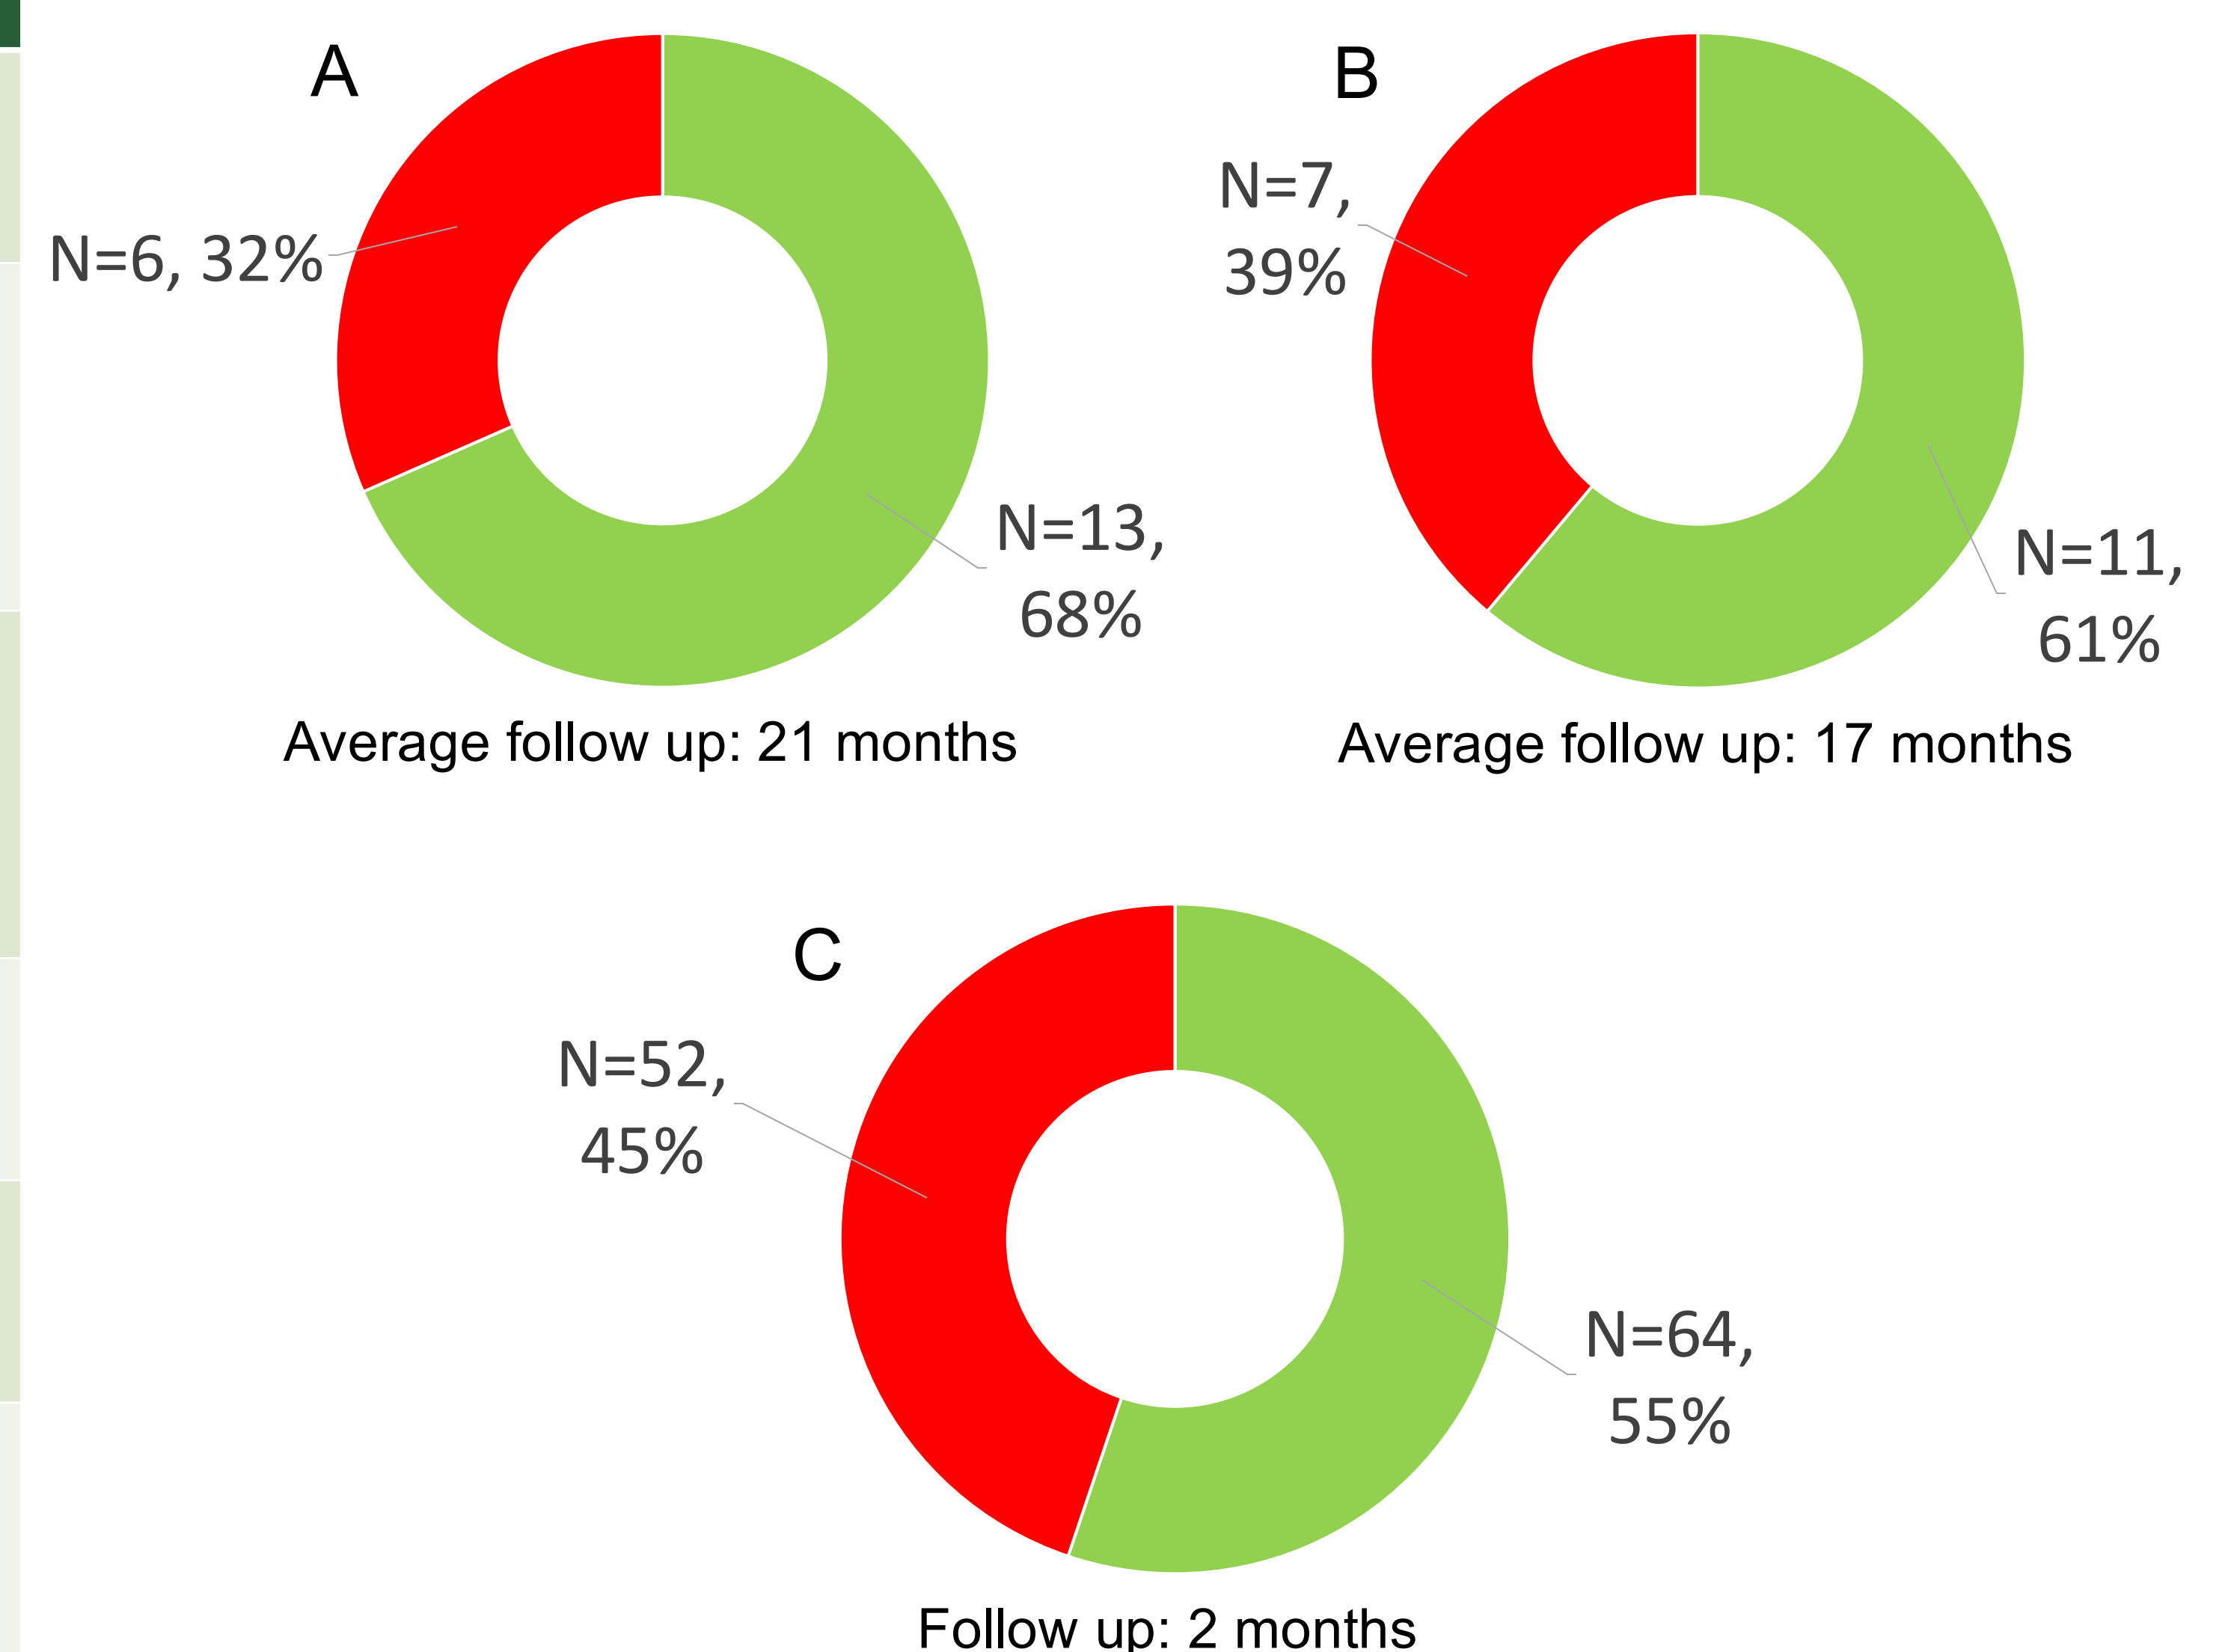 A
N=6, 32%
N=13,
68%
Average follow up: 21 months
B
N=7,
39%
N=11,
61%
Average follow up: 17 months
C
N=52,
45%
N=64,
55%
Follow up: 2 months